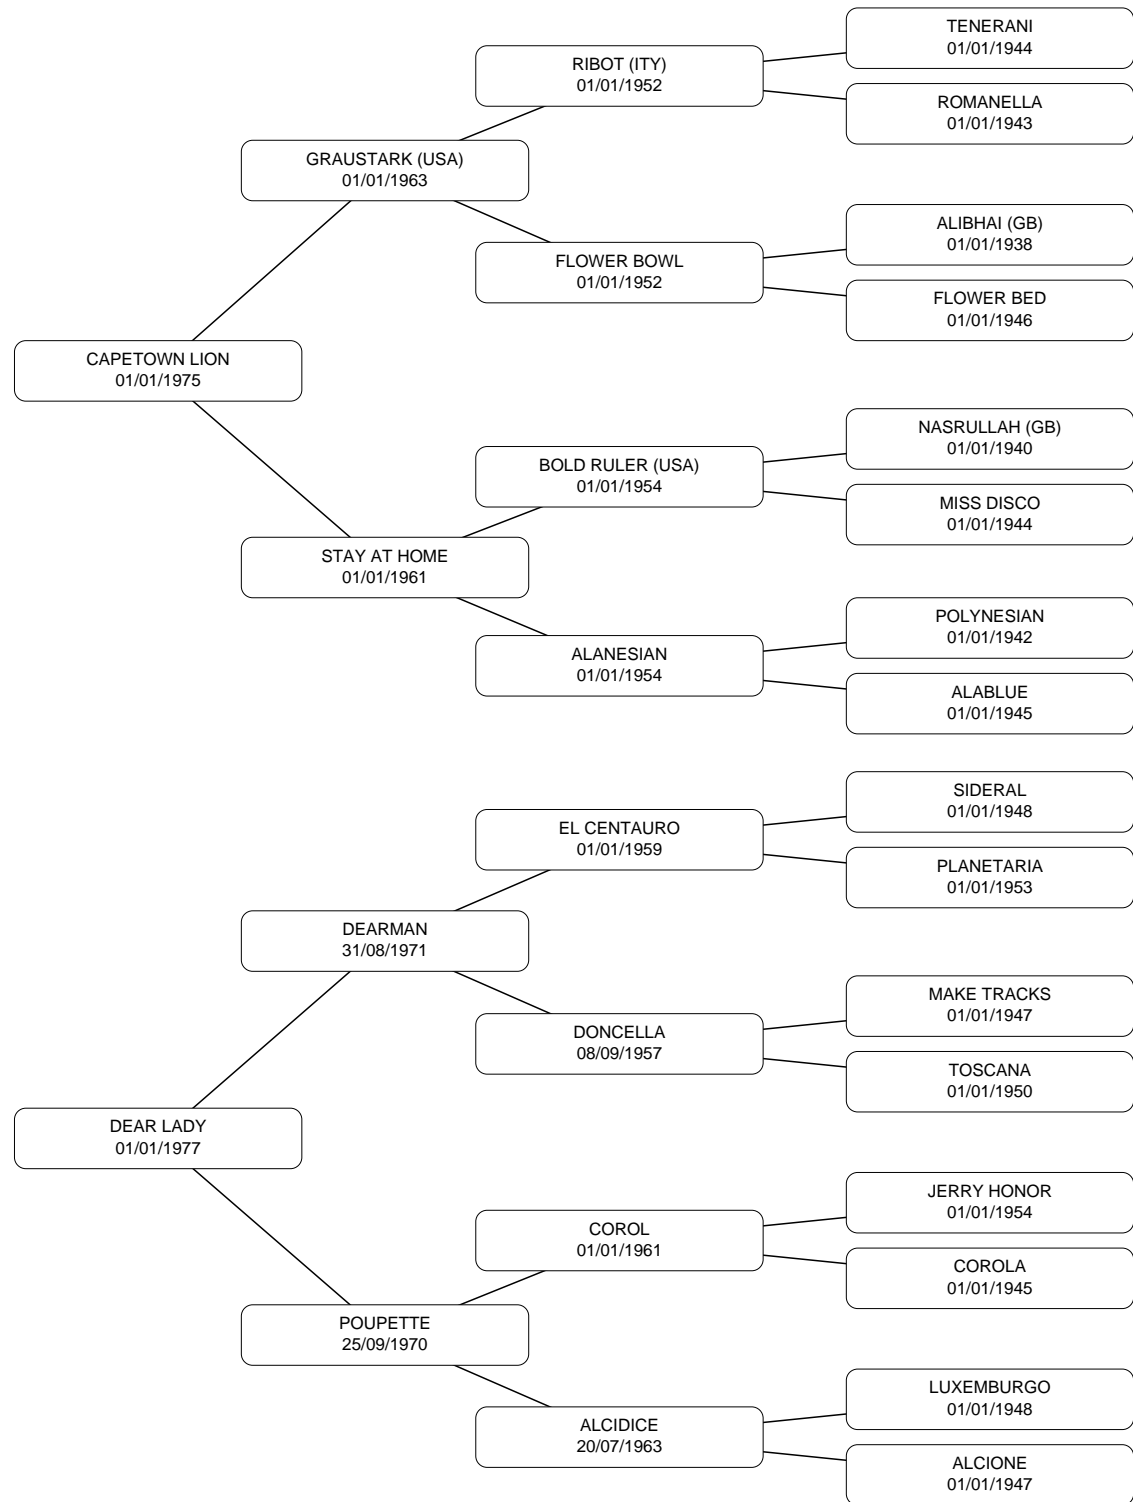 TENERANI
01/01/1944
RIBOT (ITY)
01/01/1952
ROMANELLA
01/01/1943
GRAUSTARK (USA)
01/01/1963
ALIBHAI (GB)
01/01/1938
FLOWER BOWL
01/01/1952
FLOWER BED
01/01/1946
CAPETOWN LION
01/01/1975
NASRULLAH (GB)
01/01/1940
BOLD RULER (USA)
01/01/1954
MISS DISCO
01/01/1944
STAY AT HOME
01/01/1961
POLYNESIAN
01/01/1942
ALANESIAN
01/01/1954
ALABLUE
01/01/1945
SIDERAL
01/01/1948
EL CENTAURO
01/01/1959
PLANETARIA
01/01/1953
DEARMAN
31/08/1971
MAKE TRACKS
01/01/1947
DONCELLA
08/09/1957
TOSCANA
01/01/1950
DEAR LADY
01/01/1977
JERRY HONOR
01/01/1954
COROL
01/01/1961
COROLA
01/01/1945
POUPETTE
25/09/1970
LUXEMBURGO
01/01/1948
ALCIDICE
20/07/1963
ALCIONE
01/01/1947